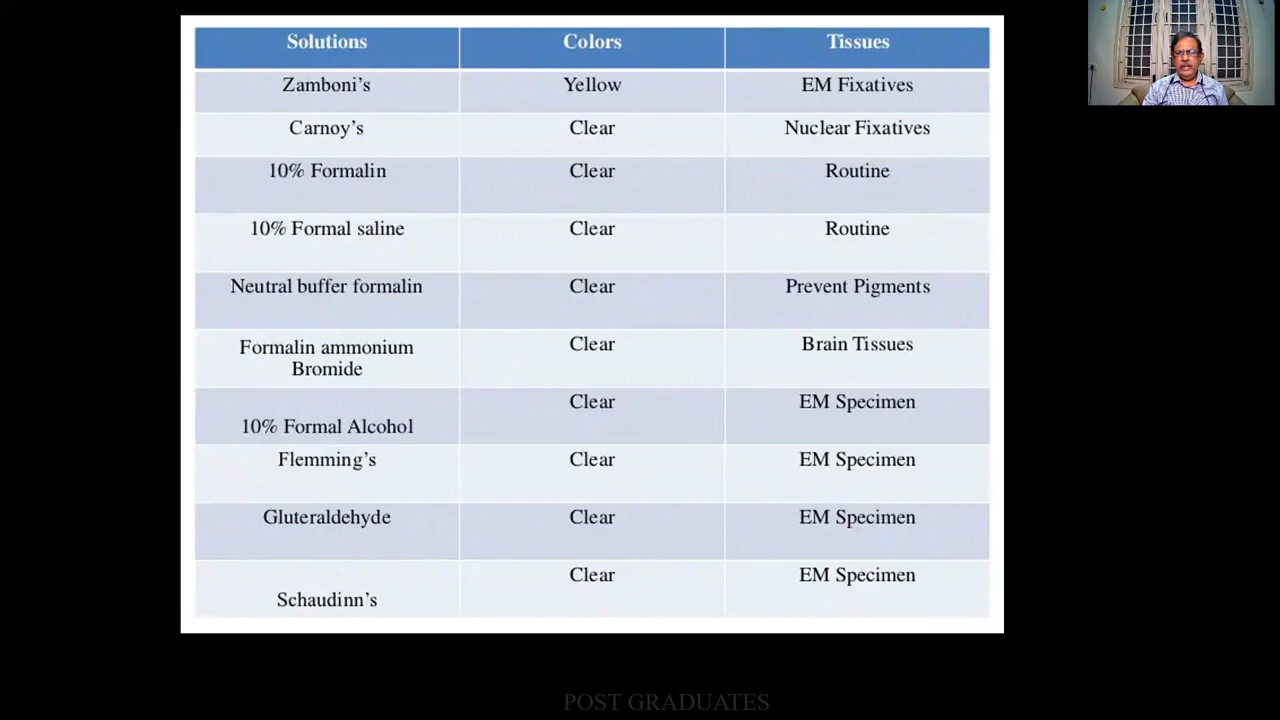 Solutions Colors Tissues
Zamboni's Yellow EM Fixatives
Carnoy's Clear Nuclear Fixatives
10% Formalin Clear Routine
10% Formal saline Clear Routine
Neutral buffer formalin Clear Prevent Pigments
Formalin ammonium
Bromide Clear Brain Tissues
10% Formal Alcohol Clear EM Specimen
Flemming's Clear EM Specimen
Gluteraldehyde Clear EM Specimen
Schaudinn's Clear EM Specimen
POST GRADUATES